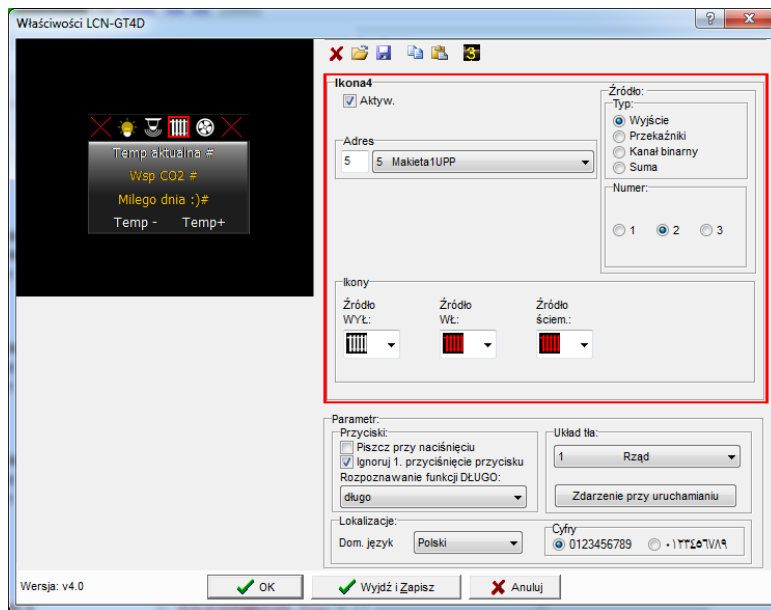 Właściwości LCN-GT4D
?
Temp aktualna #
Wsp CO2 #
Milego dnia :)#
Temp - Temp+
3
Ikona4
Aktyw.
Adres
5 5 Makieta1UPP
Źródło:
Typ:
Wyjście
Przekaźniki
Kanał binarny
Suma
Numer:
1 2 3
Ikony
Źródło WYŁ:
Źródło WŁ:
Źródło ściem.:
Parametr:
Przyciski:
Piszcz przy naciśnięciu
Ignoruj 1. przyciśnięcie przycisku
Rozpoznawanie funkcji DŁUGO:
długo
Układ tła:
1 Rząd
Zdarzenie przy uruchamianiu
Lokalizacje:
Dom. język Polski
Cyfry
0123456789 ٠١٢٣٤٥٦٧٨٩
Wersja: v4.0 OK Wyjdź i Zapisz Anuluj